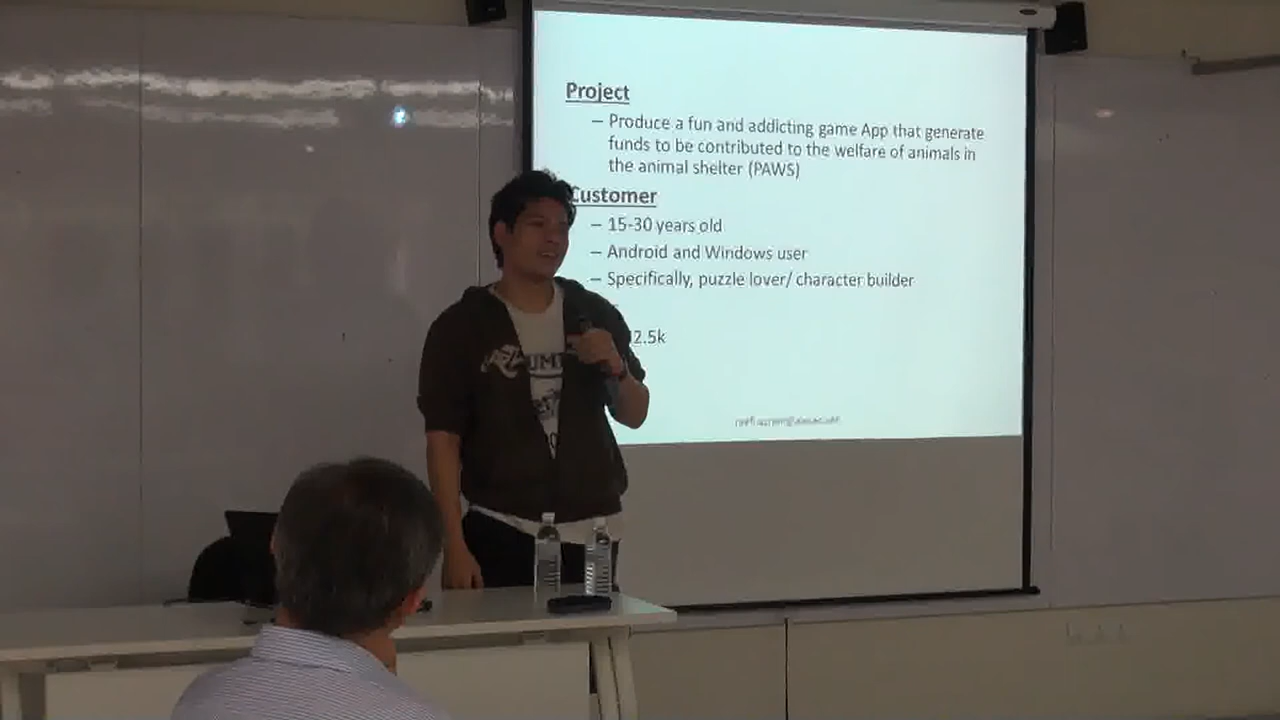 Project
– Produce a fun and addicting game App that generate
funds to be contributed to the welfare of animals in
the animal shelter (PAWS)
Customer
– 15-30 years old
– Android and Windows user
– Specifically, puzzle lover/ character builder
2.5k